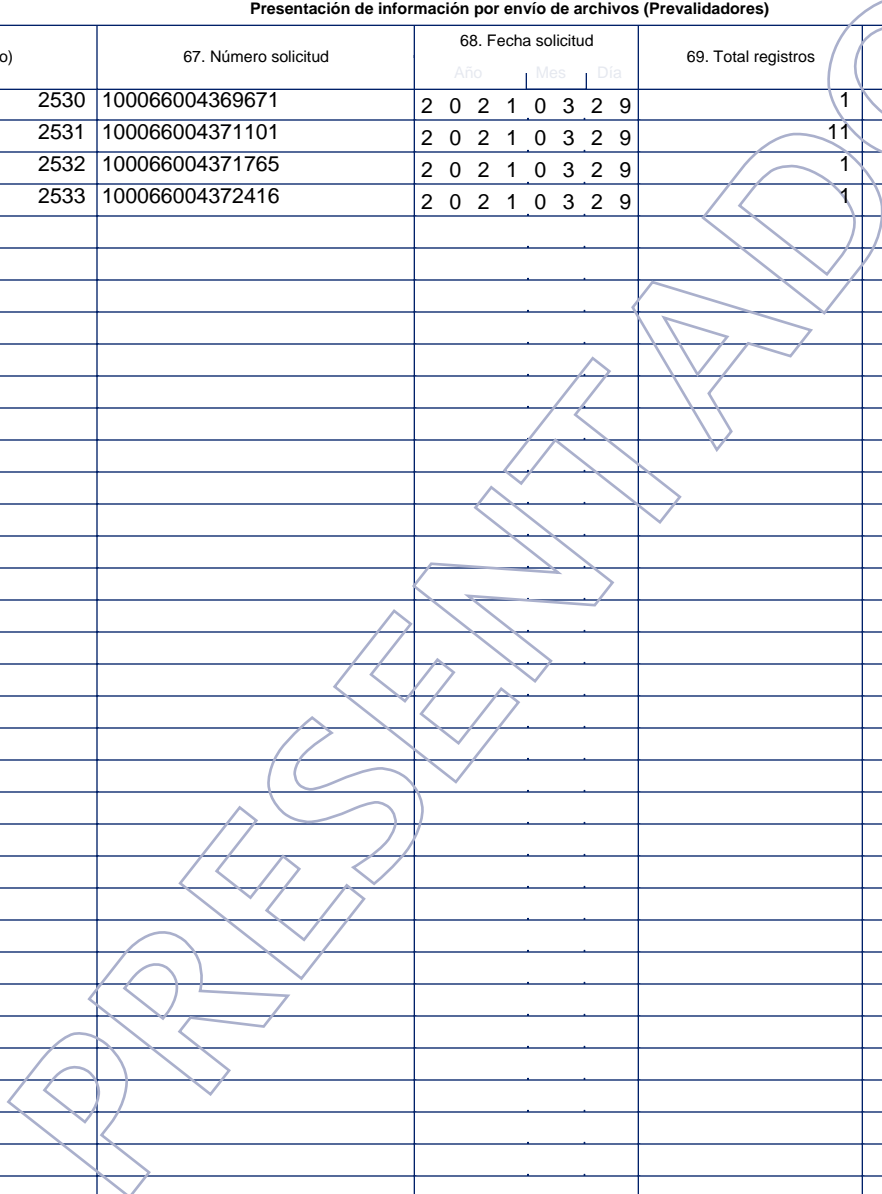 Presentación de información por envío de archivos (Prevalidadores)
o) 67. Número solicitud 68. Fecha solicitud 69. Total registros
Año Mes Día
2530 100066004369671 2 0 2 1 0 3 2 9 1
2531 100066004371101 2 0 2 1 0 3 2 9 11
2532 100066004371765 2 0 2 1 0 3 2 9 1
2533 100066004372416 2 0 2 1 0 3 2 9 1
PRESENTADO